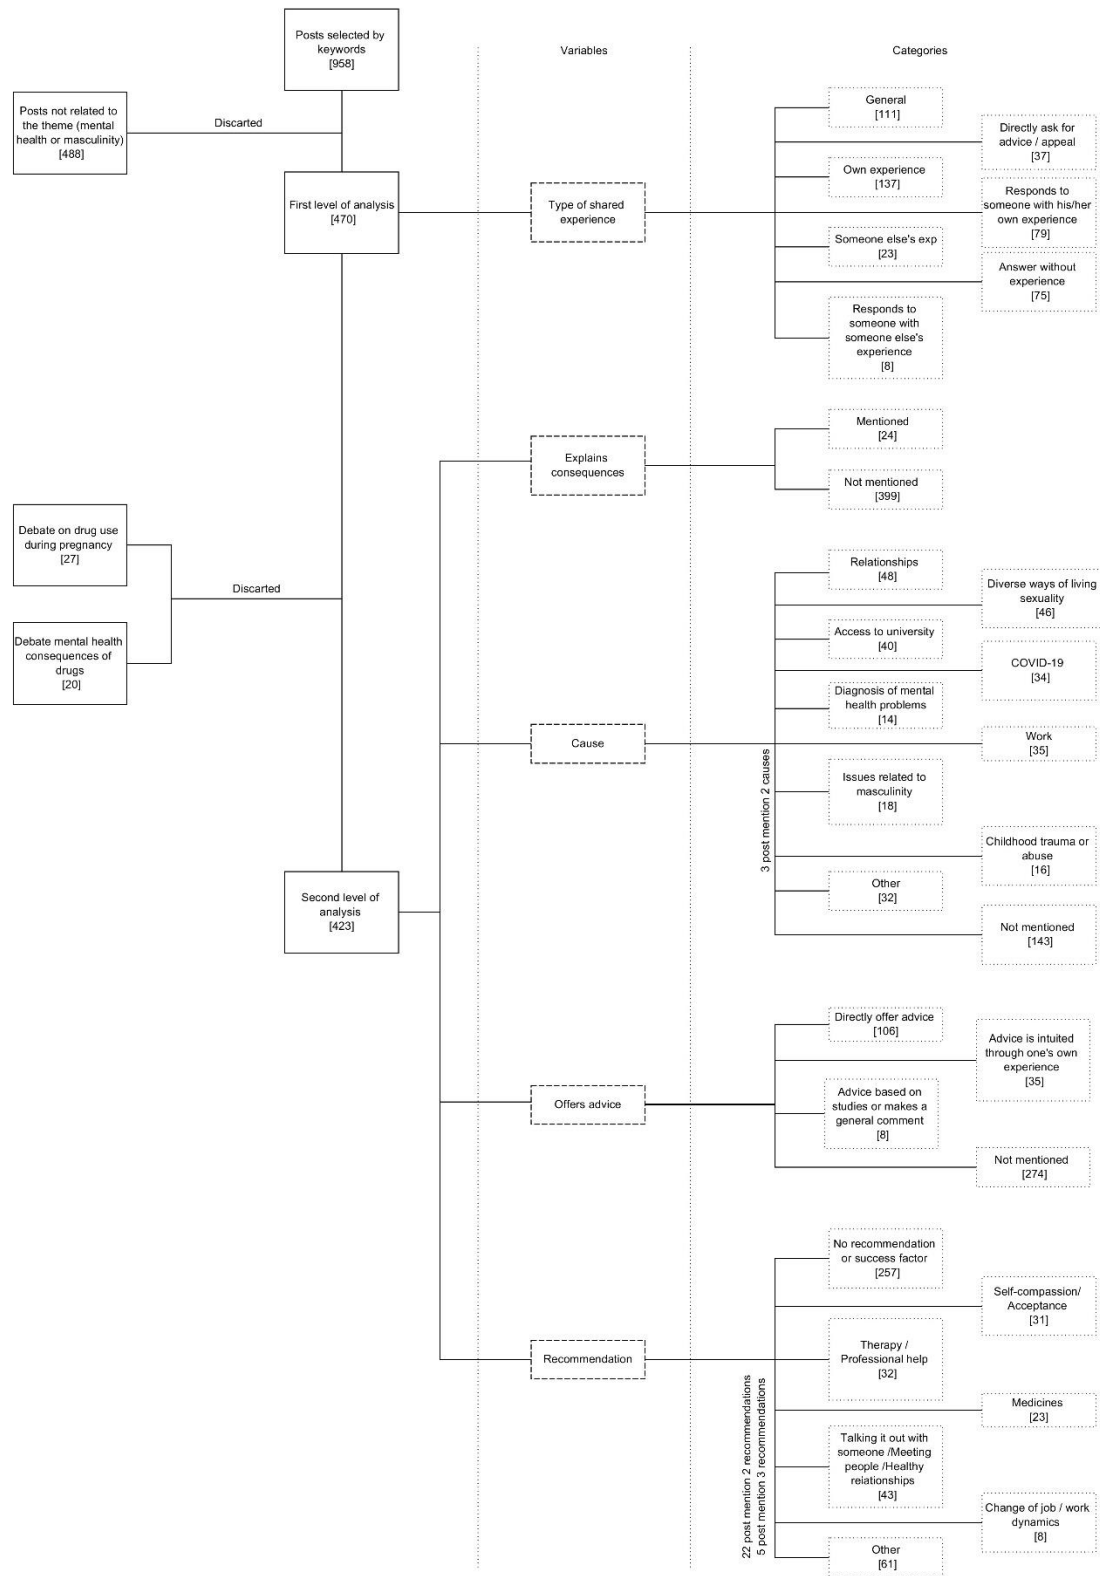 Posts selected by
keywords
[958]
Variables
Categories
Posts not related to
the theme (mental
health or masculinity)
[488]
Discarted
First level of analysis
[470]
Type of shared
experience
General
[111]
Directly ask for
advice / appeal
[37]
Own experience
[137]
Responds to
someone with his/her
own experience
[79]
Someone else's exp
[23]
Answer without
experience
[75]
Responds to
someone with
someone else's
experience
[8]
Explains
consequences
Mentioned
[24]
Not mentioned
[399]
Debate on drug use
during pregnancy
[27]
Discarted
Debate mental health
consequences of
drugs
[20]
Second level of
analysis
[423]
Cause
3 post mention 2 causes
Relationships
[48]
Diverse ways of living
sexuality
[46]
Access to university
[40]
COVID-19
[34]
Diagnosis of mental
health problems
[14]
Work
[35]
Issues related to
masculinity
[18]
Childhood trauma or
abuse
[16]
Other
[32]
Not mentioned
[143]
Offers advice
Directly offer advice
[106]
Advice is intuited
through one's own
experience
[35]
Advice based on
studies or makes a
general comment
[8]
Not mentioned
[274]
Recommendation
22 post mention 2 recommendations
5 post mention 3 recommendations
No recommendation
or success factor
[257]
Self-compassion/
Acceptance
[31]
Therapy /
Professional help
[32]
Medicines
[23]
Talking it out with
someone /Meeting
people /Healthy
relationships
[43]
Change of job / work
dynamics
[8]
Other
[61]